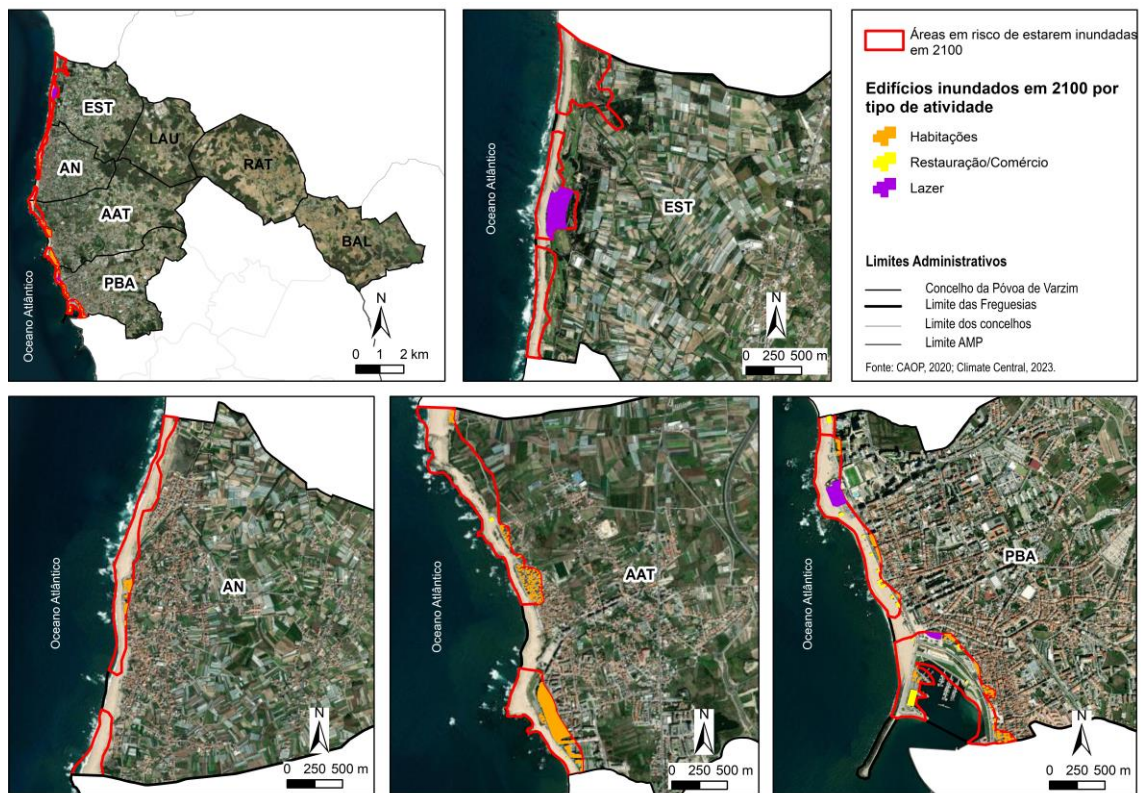 EST
LAU
RAT
AN
AAT
BAL
PBA
Oceano Atlântico
N
0 1 2 km
EST
Oceano Atlântico
N
0 250 500 m
Áreas em risco de estarem inundadas
em 2100
Edifícios inundados em 2100 por
tipo de atividade
Habitações
Restauração/Comércio
Lazer
Limites Administrativos
Concelho da Póvoa de Varzim
Limite das Freguesias
Limite dos concelhos
Limite AMP
Fonte: CAOP, 2020; Climate Central, 2023.
AN
Oceano Atlântico
N
0 250 500 m
AAT
Oceano Atlântico
N
0 250 500 m
PBA
Oceano Atlântico
N
0 250 500 m